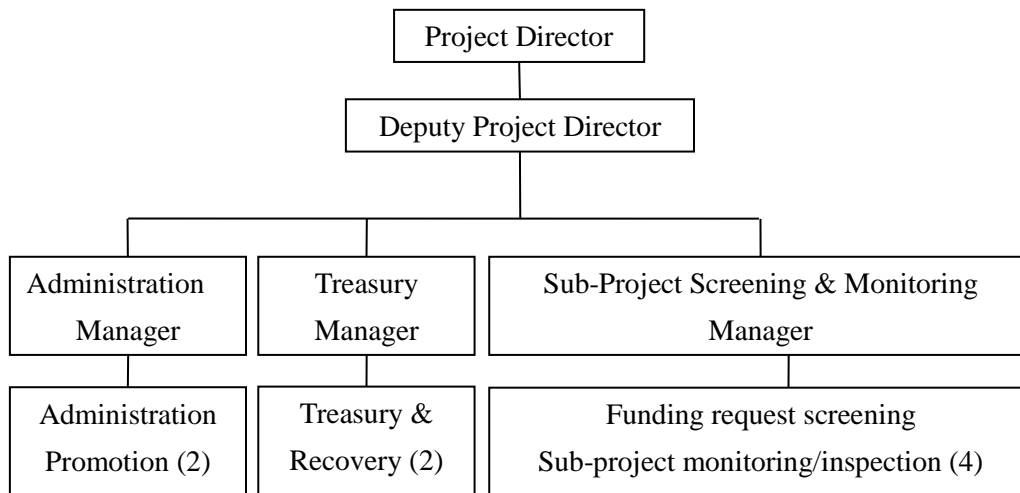 Project Director
Deputy Project Director
Administration
Manager
Treasury
Manager
Sub-Project Screening & Monitoring
Manager
Administration
Promotion (2)
Treasury &
Recovery (2)
Funding request screening
Sub-project monitoring/inspection (4)